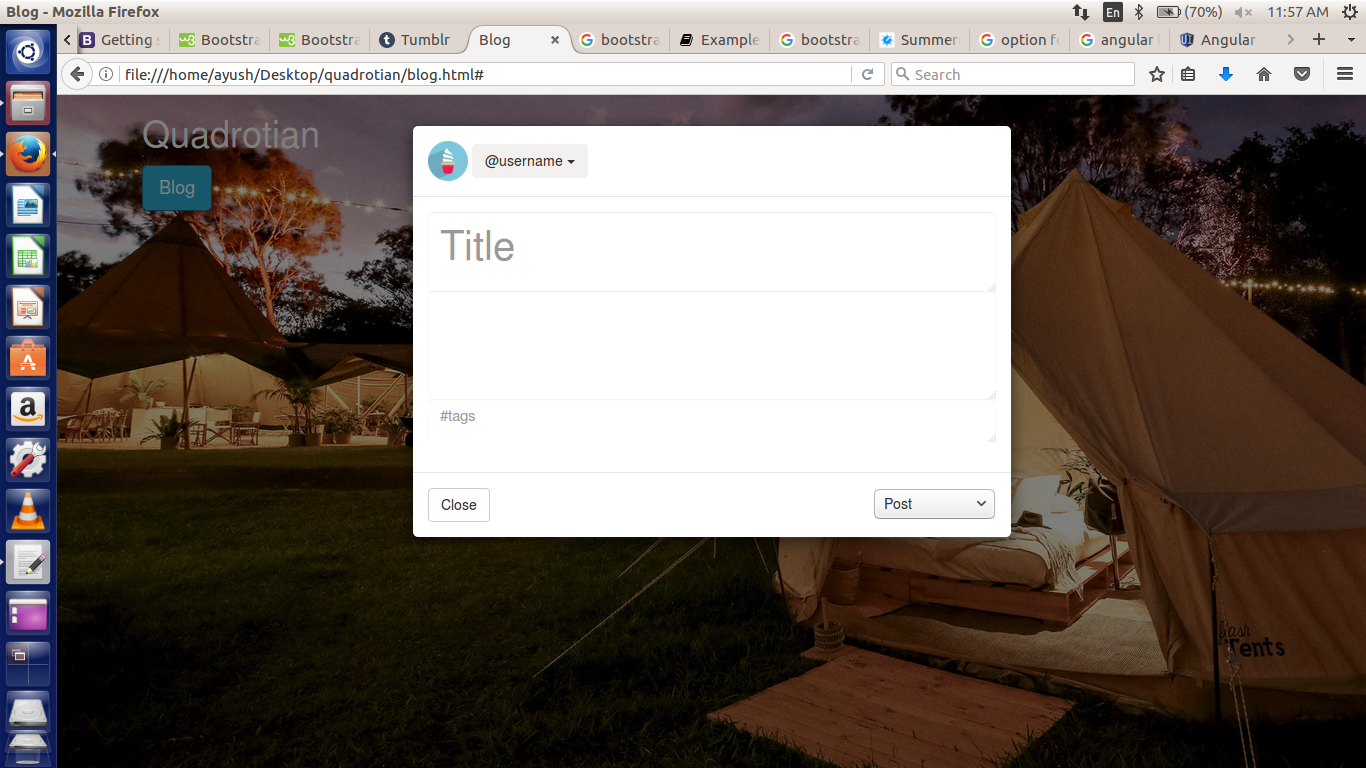 Blog - Mozilla Firefox
En
(70%)
11:57 AM
Getting
Bootstra
Bootstra
Tumblr
Blog
bootstra
Example
bootstra
Summer
option fo
angular
Angular
file:///home/ayush/Desktop/quadrotian/blog.html#
Search
Quadrotian
Blog
@username
Title
#tags
Close
Post
Tents